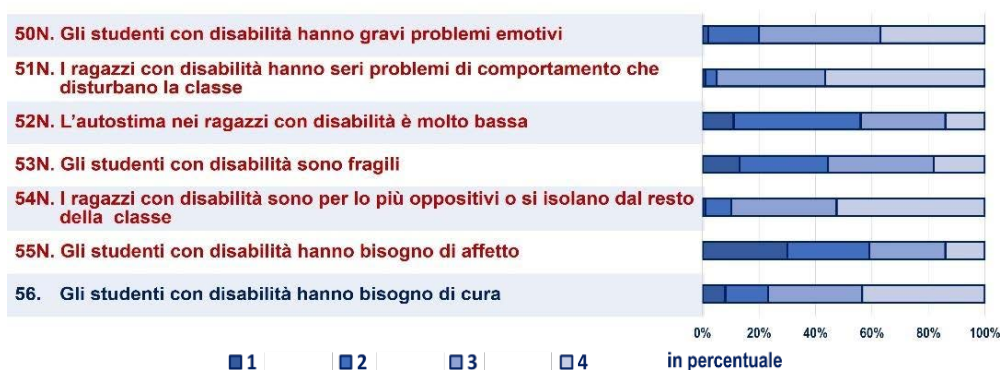 50N. Gli studenti con disabilità hanno gravi problemi emotivi
51N. I ragazzi con disabilità hanno seri problemi di comportamento che
disturbano la classe
52N. L'autostima nei ragazzi con disabilità è molto bassa
53N. Gli studenti con disabilità sono fragili
54N. I ragazzi con disabilità sono per lo più oppositivi o si isolano dal resto
della classe
55N. Gli studenti con disabilità hanno bisogno di affetto
56. Gli studenti con disabilità hanno bisogno di cura
0% 20% 40% 60% 80% 100%
1 2 3 4 in percentuale